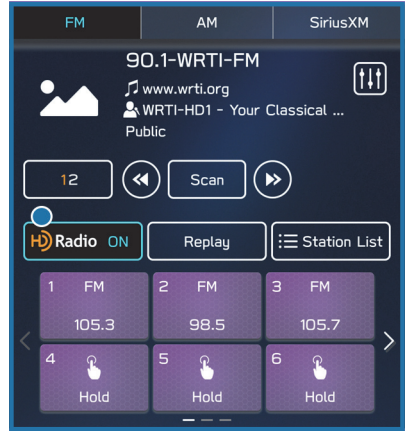 FM AM SiriusXM
90.1-WRTI-FM
www.wrti.org
WRTI-HD1 - Your Classical ...
Public
12 Scan
HD Radio ON Replay Station List
1 FM 2 FM 3 FM
105.3 98.5 105.7
4 5 6
Hold Hold Hold